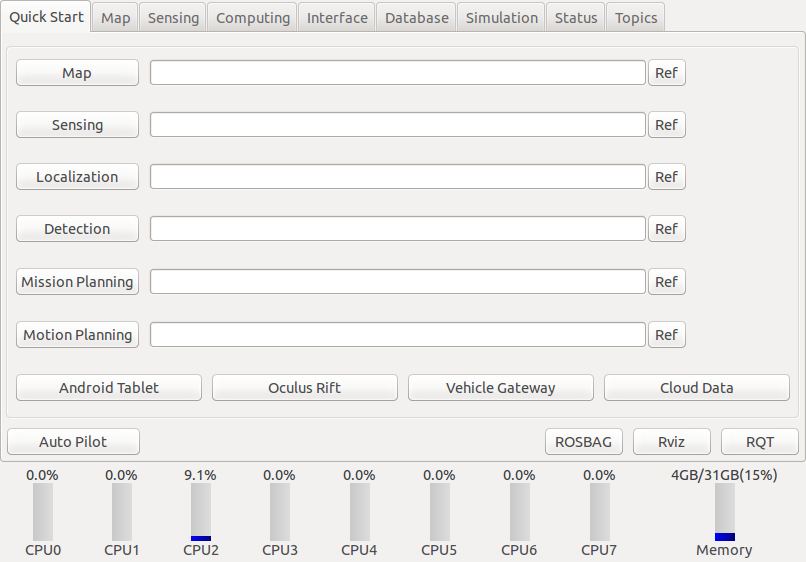 Quick Start Map Sensing Computing Interface Database Simulation Status Topics
Map Ref
Sensing Ref
Localization Ref
Detection Ref
Mission Planning Ref
Motion Planning Ref
Android Tablet Oculus Rift Vehicle Gateway Cloud Data
Auto Pilot ROSBAG Rviz RQT
0.0% 0.0% 9.1% 0.0% 0.0% 0.0% 0.0% 0.0% 4GB/31GB(15%)
CPU0 CPU1 CPU2 CPU3 CPU4 CPU5 CPU6 CPU7 Memory